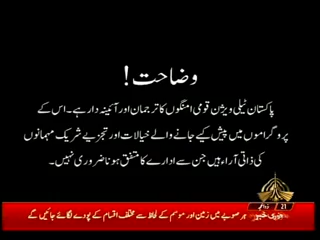 وضاحت!
پاکستان ٹیلی ویژن قومی امنگوں کا ترجمان اور آئینہ دار ہے۔ اس کے
پروگراموں میں پیش کیے جانے والے خیالات اور تجزیے شریک مہمانوں
کی ذاتی آراء ہیں جن سے ادارے کا متفق ہونا ضروری نہیں۔
21
ہر صوبے میں زمین اور موسم کے لحاظ سے مختلف اقسام کے پودے لگائے جائیں گے